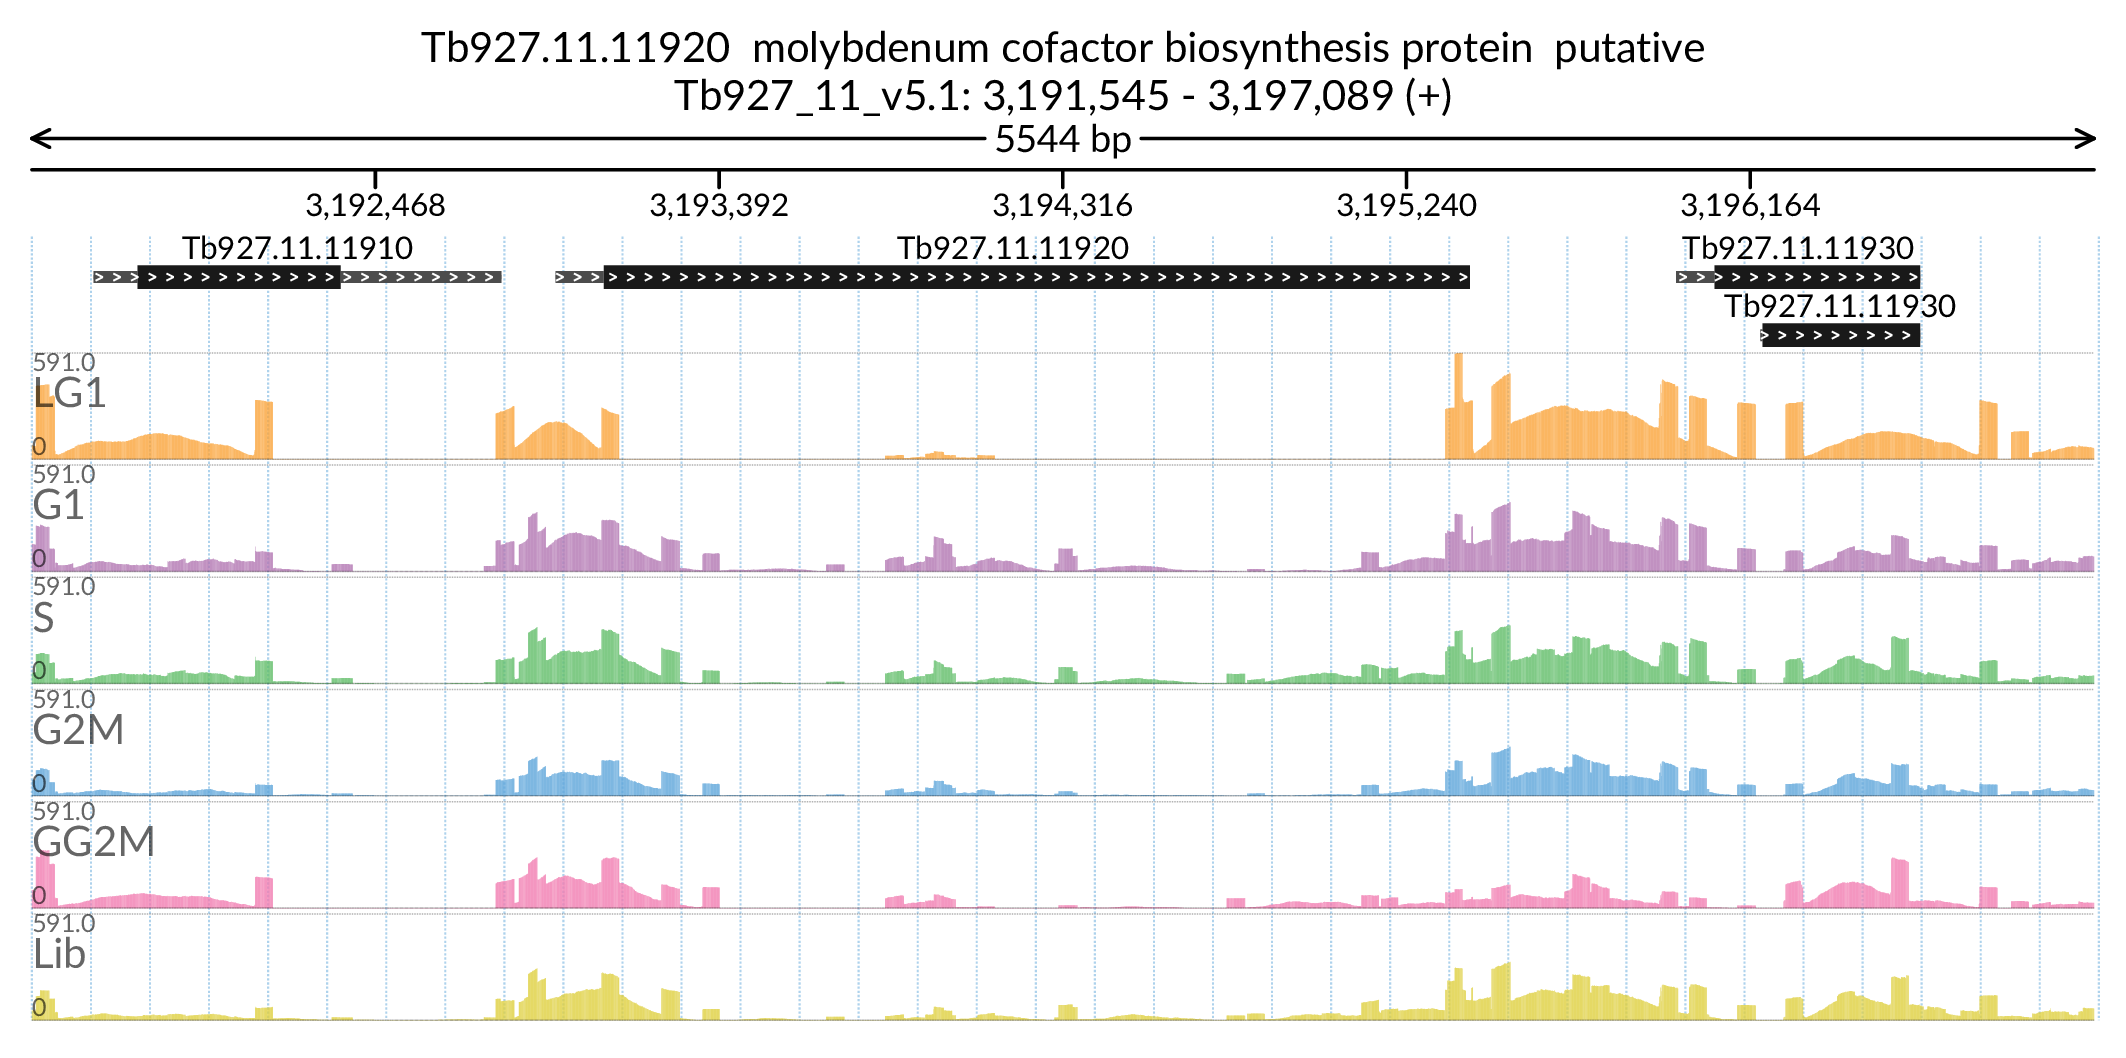 Tb927.11.11920  molybdenum cofactor biosynthesis protein  putative
Tb927_11_v5.1: 3,191,545 - 3,197,089 (+)
5544 bp
3,192,468 3,193,392 3,194,316 3,195,240 3,196,164
Tb927.11.11910 Tb927.11.11920 Tb927.11.11930
Tb927.11.11930
591.0
LG1
0
591.0
G1
0
591.0
S
0
591.0
G2M
0
591.0
GG2M
0
591.0
Lib
0